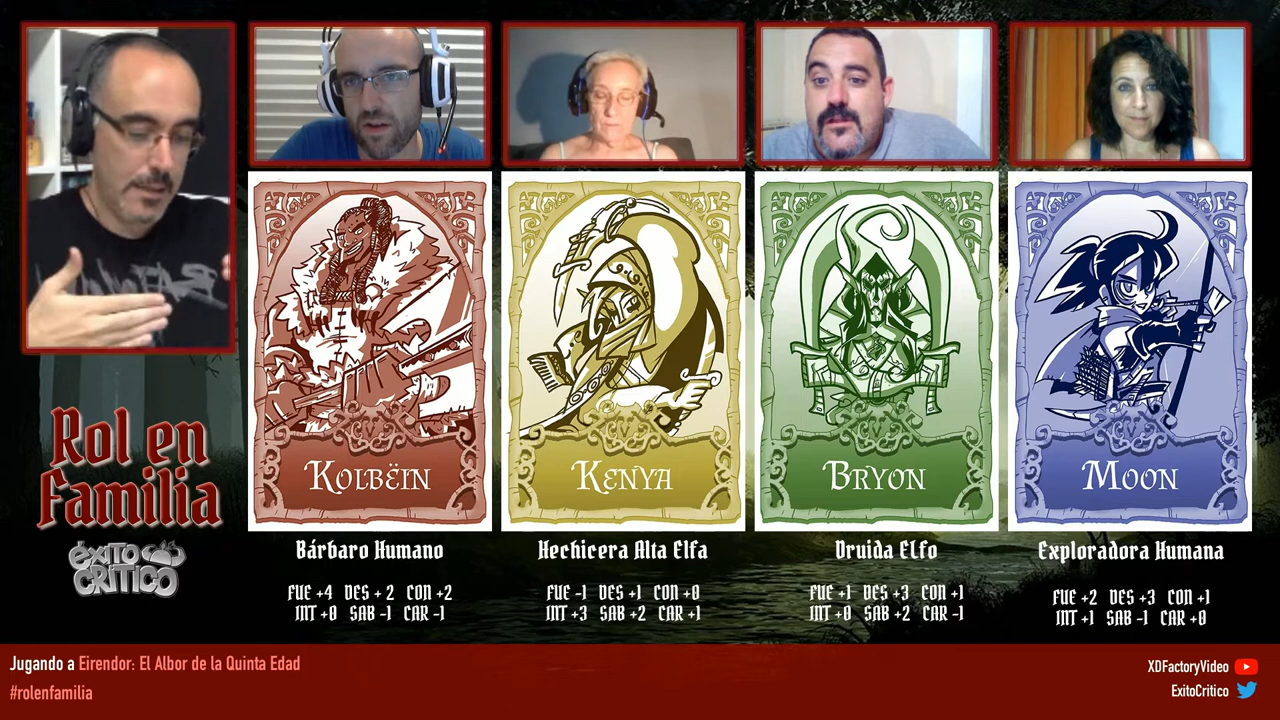 Rol en
Familia
ÉXITO
CRÍTICO
KOLBËIN
KENYA
BRYON
MOON
Bárbaro Humano
FUE +4 DES +2 CON +2
INT +0 SAB -1 CAR -1
Hechicera Alta Elfa
FUE -1 DES +1 CON +0
INT +3 SAB +2 CAR +1
Druida Elfo
FUE +1 DES +3 CON +1
INT +0 SAB +2 CAR -1
Exploradora Humana
FUE +2 DES +3 CON +1
INT +1 SAB -1 CAR +0
Jugando a Eirendor: El Albor de la Quinta Edad
#rolenfamilia
XDFactoryVideo
ExitoCritico